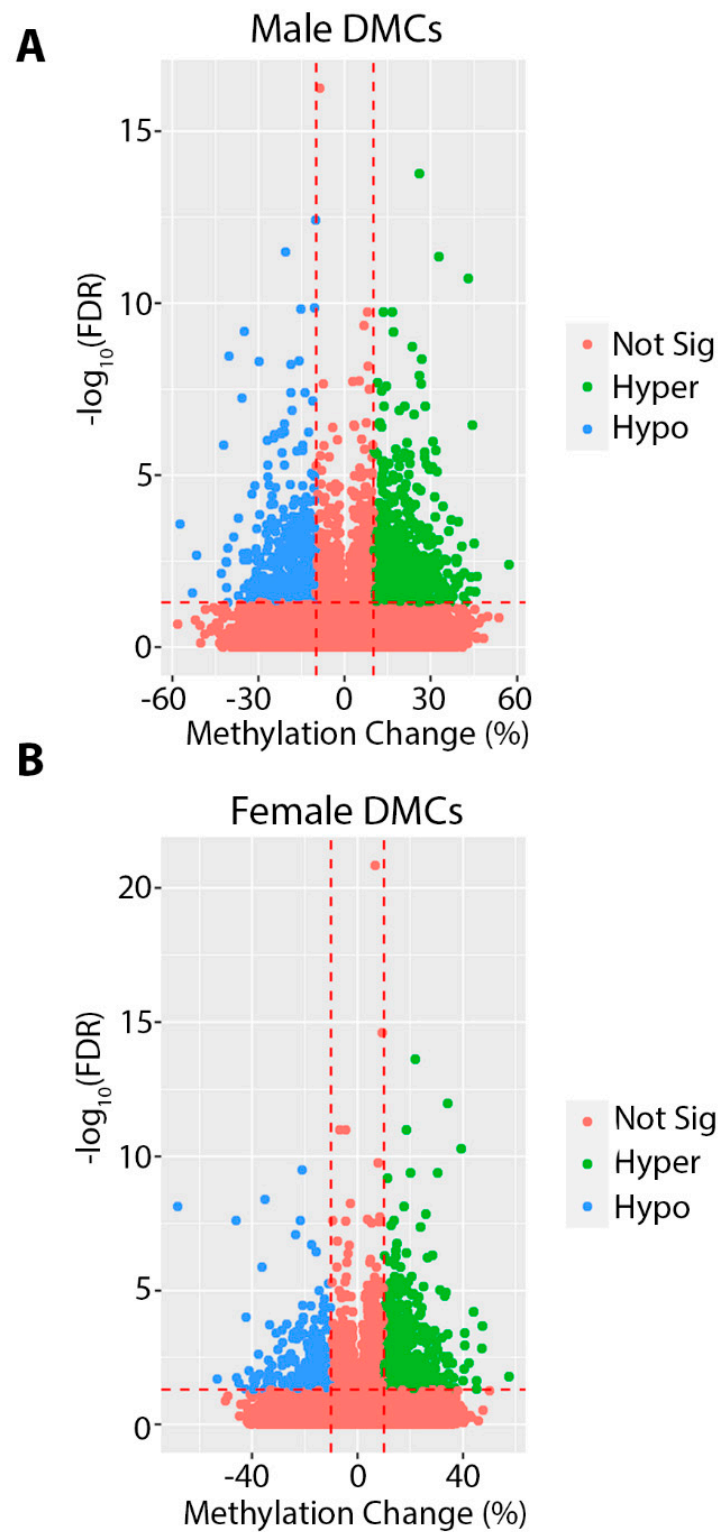 A
Male DMCs
15
10
5
0
-log10(FDR)
-60 -30 0 30 60
Methylation Change (%)
Not Sig
Hyper
Hypo
B
Female DMCs
20
15
10
5
0
-log10(FDR)
-40 0 40
Methylation Change (%)
Not Sig
Hyper
Hypo